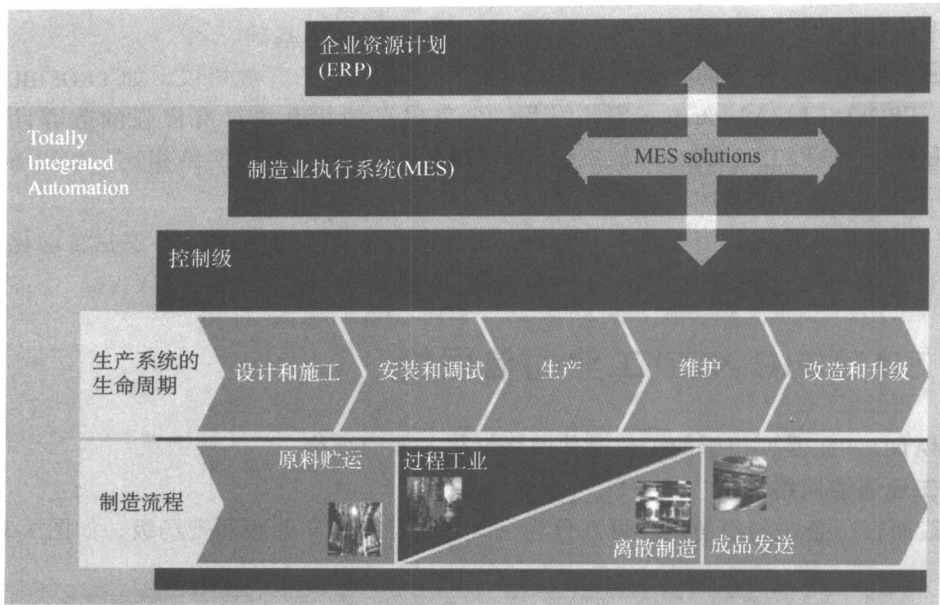 企业资源计划
(ERP)
Totally
Integrated
Automation
制造业执行系统(MES)
MES solutions
控制级
生产系统的
生命周期
设计和施工
安装和调试
生产
维护
改造和升级
制造流程
原料贮运
过程工业
离散制造
成品发送